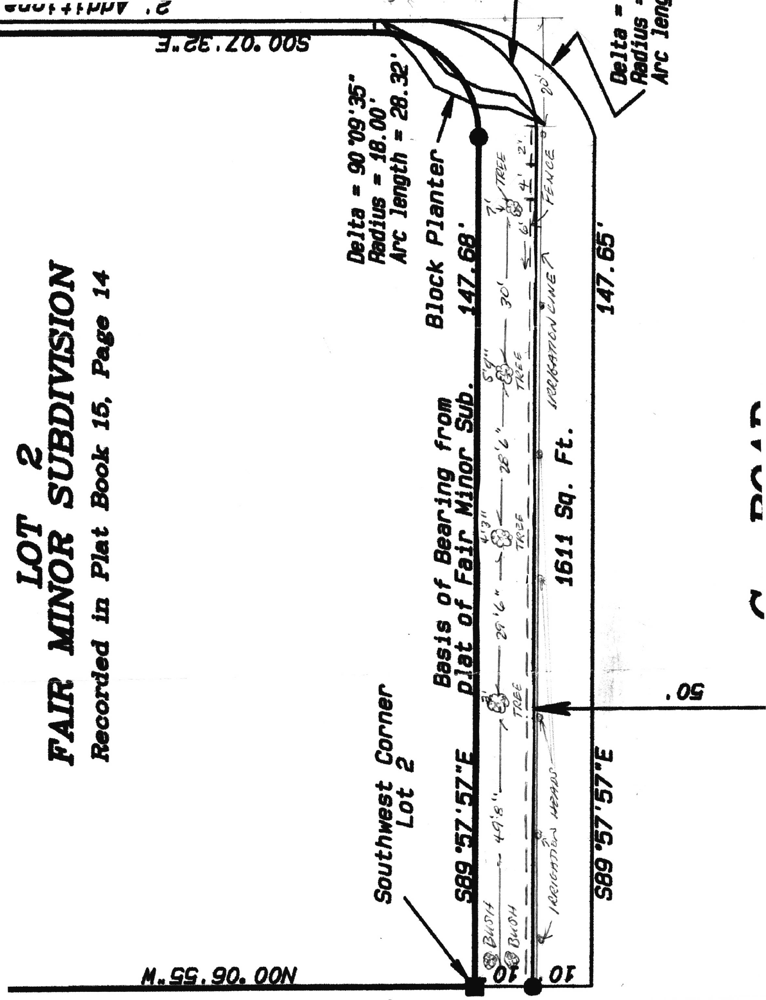 LOT 2
FAIR MINOR SUBDIVISION
Recorded in Plat Book 15, Page 14
S00°07'32"E
2'
N00°06'55"W
Delta = 90°09'35"
Radius = 18.00'
Arc length = 28.32'
Block Planter
Southwest Corner
Lot 2
Basis of Bearing from
plat of Fair Minor Sub.
S89°57'57"E
147.68'
BUSH
BUSH
49'8"
3'
TREE
29'6"
4'3"
TREE
28'6"
5'9"
TREE
30'
7'
TREE
6'
4'
2'
20'
FENCE
IRRIGATION LINE
IRRIGATION HEADS
10'
10'
1611 Sq. Ft.
S89°57'57"E
147.65'
50'
Delta =
Radius =
Arc leng